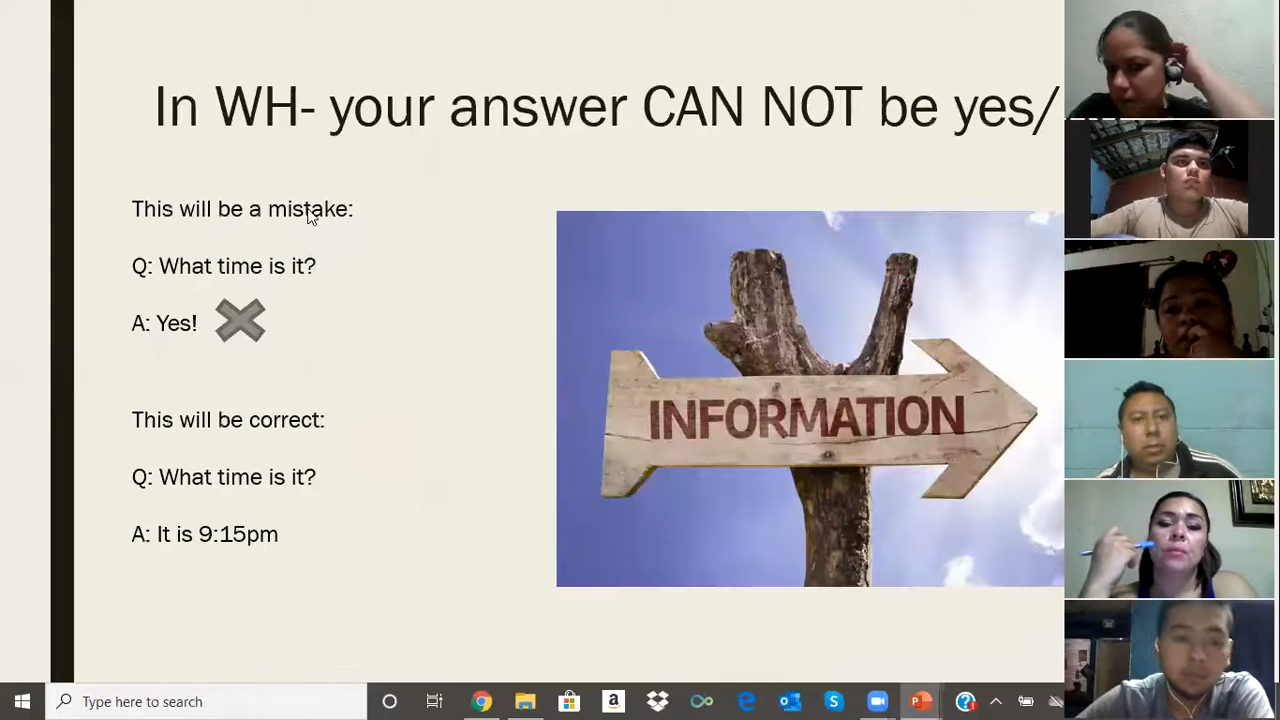 In WH- your answer CAN NOT be yes/
This will be a mistake:
Q: What time is it?
A: Yes!
This will be correct:
Q: What time is it?
A: It is 9:15pm
INFORMATION
Type here to search